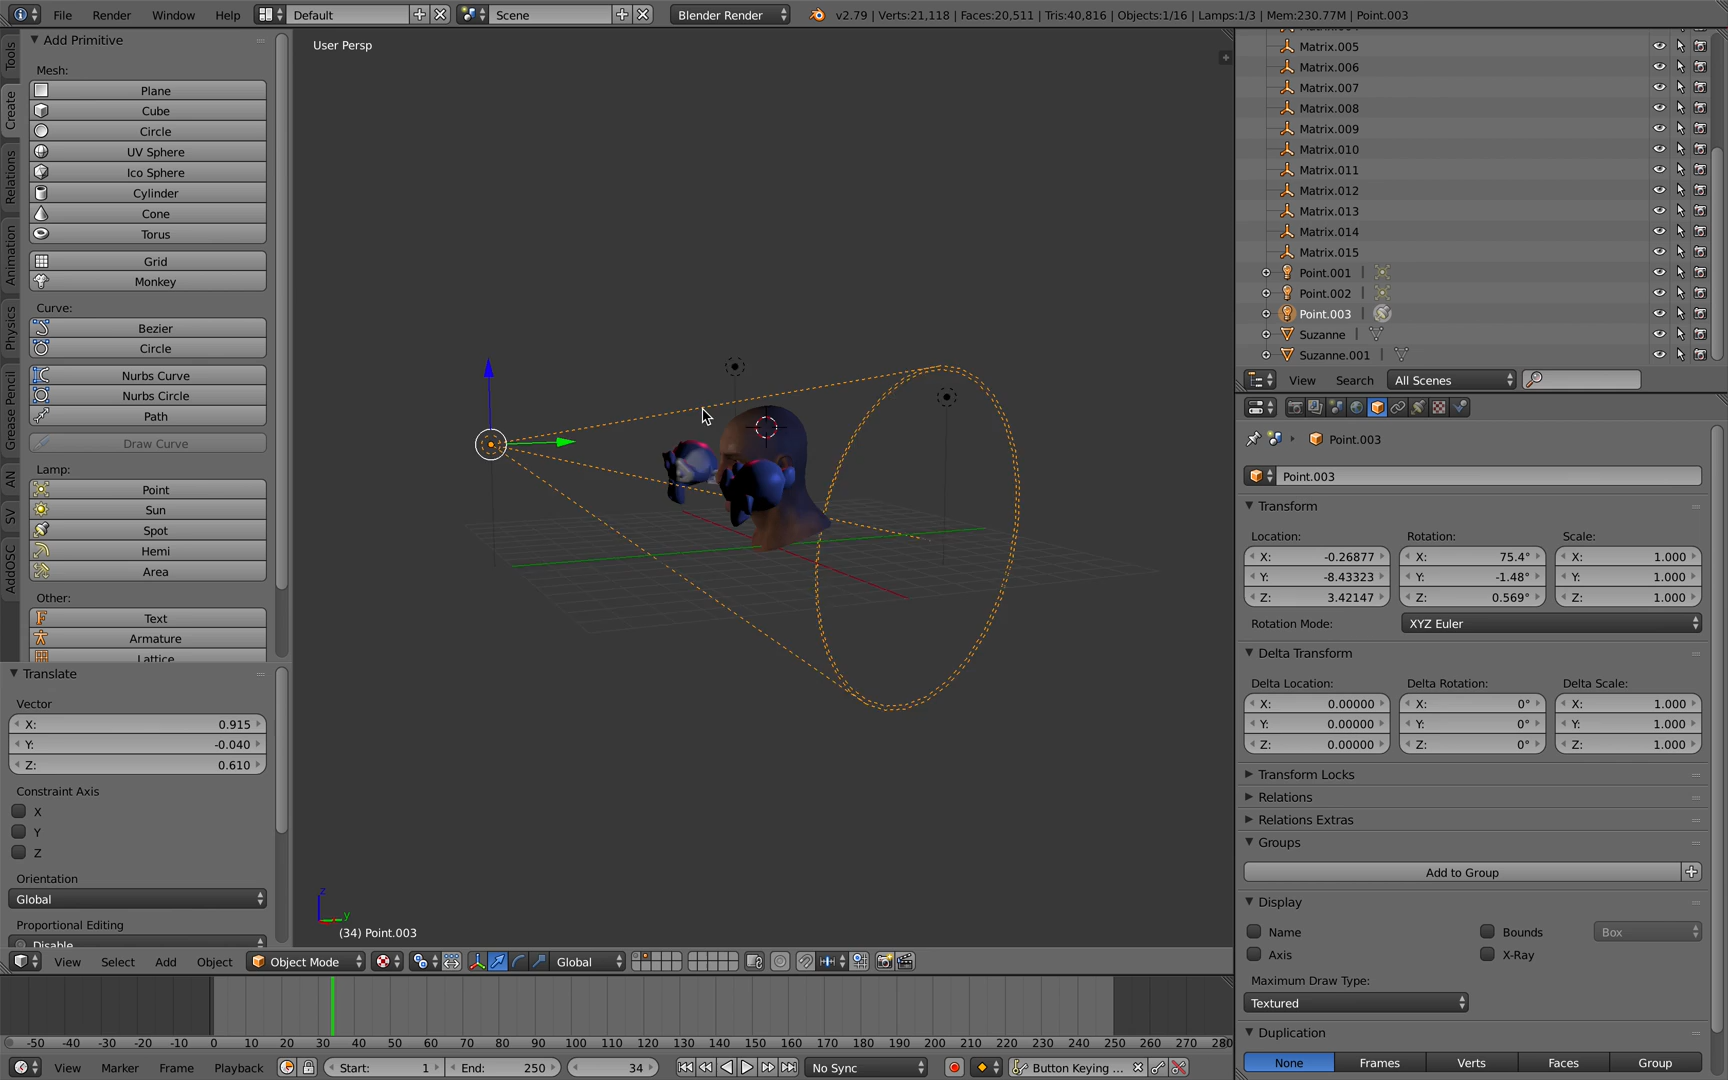 File Render Window Help Default Scene Blender Render v2.79 | Verts:21,118 | Faces:20,511 | Tris:40,816 | Objects:1/16 | Lamps:1/3 | Mem:230.77M | Point.003
Tools
Create
Relations
Animation
Physics
Grease Pencil
AN
SV
AddOSC
Add Primitive
Mesh:
Plane
Cube
Circle
UV Sphere
Ico Sphere
Cylinder
Cone
Torus
Grid
Monkey
Curve:
Bezier
Circle
Nurbs Curve
Nurbs Circle
Path
Draw Curve
Lamp:
Point
Sun
Spot
Hemi
Area
Other:
Text
Armature
Lattice
Translate
Vector
X: 0.915
Y: -0.040
Z: 0.610
Constraint Axis
X
Y
Z
Orientation
Global
Proportional Editing
Disable
User Persp
z
y
(34) Point.003
View Select Add Object Object Mode Global
-50 -40 -30 -20 -10 0 10 20 30 40 50 60 70 80 90 100 110 120 130 140 150 160 170 180 190 200 210 220 230 240 250 260 270 280
View Marker Frame Playback Start: 1 End: 250 34 No Sync Button Keying ...
Matrix.005
Matrix.006
Matrix.007
Matrix.008
Matrix.009
Matrix.010
Matrix.011
Matrix.012
Matrix.013
Matrix.014
Matrix.015
Point.001
Point.002
Point.003
Suzanne
Suzanne.001
View Search All Scenes
Point.003
Point.003
Transform
Location: Rotation: Scale:
X: -0.26877 X: 75.4° X: 1.000
Y: -8.43323 Y: -1.48° Y: 1.000
Z: 3.42147 Z: 0.569° Z: 1.000
Rotation Mode: XYZ Euler
Delta Transform
Delta Location: Delta Rotation: Delta Scale:
X: 0.00000 X: 0° X: 1.000
Y: 0.00000 Y: 0° Y: 1.000
Z: 0.00000 Z: 0° Z: 1.000
Transform Locks
Relations
Relations Extras
Groups
Add to Group
Display
Name Bounds Box
Axis X-Ray
Maximum Draw Type:
Textured
Duplication
None Frames Verts Faces Group